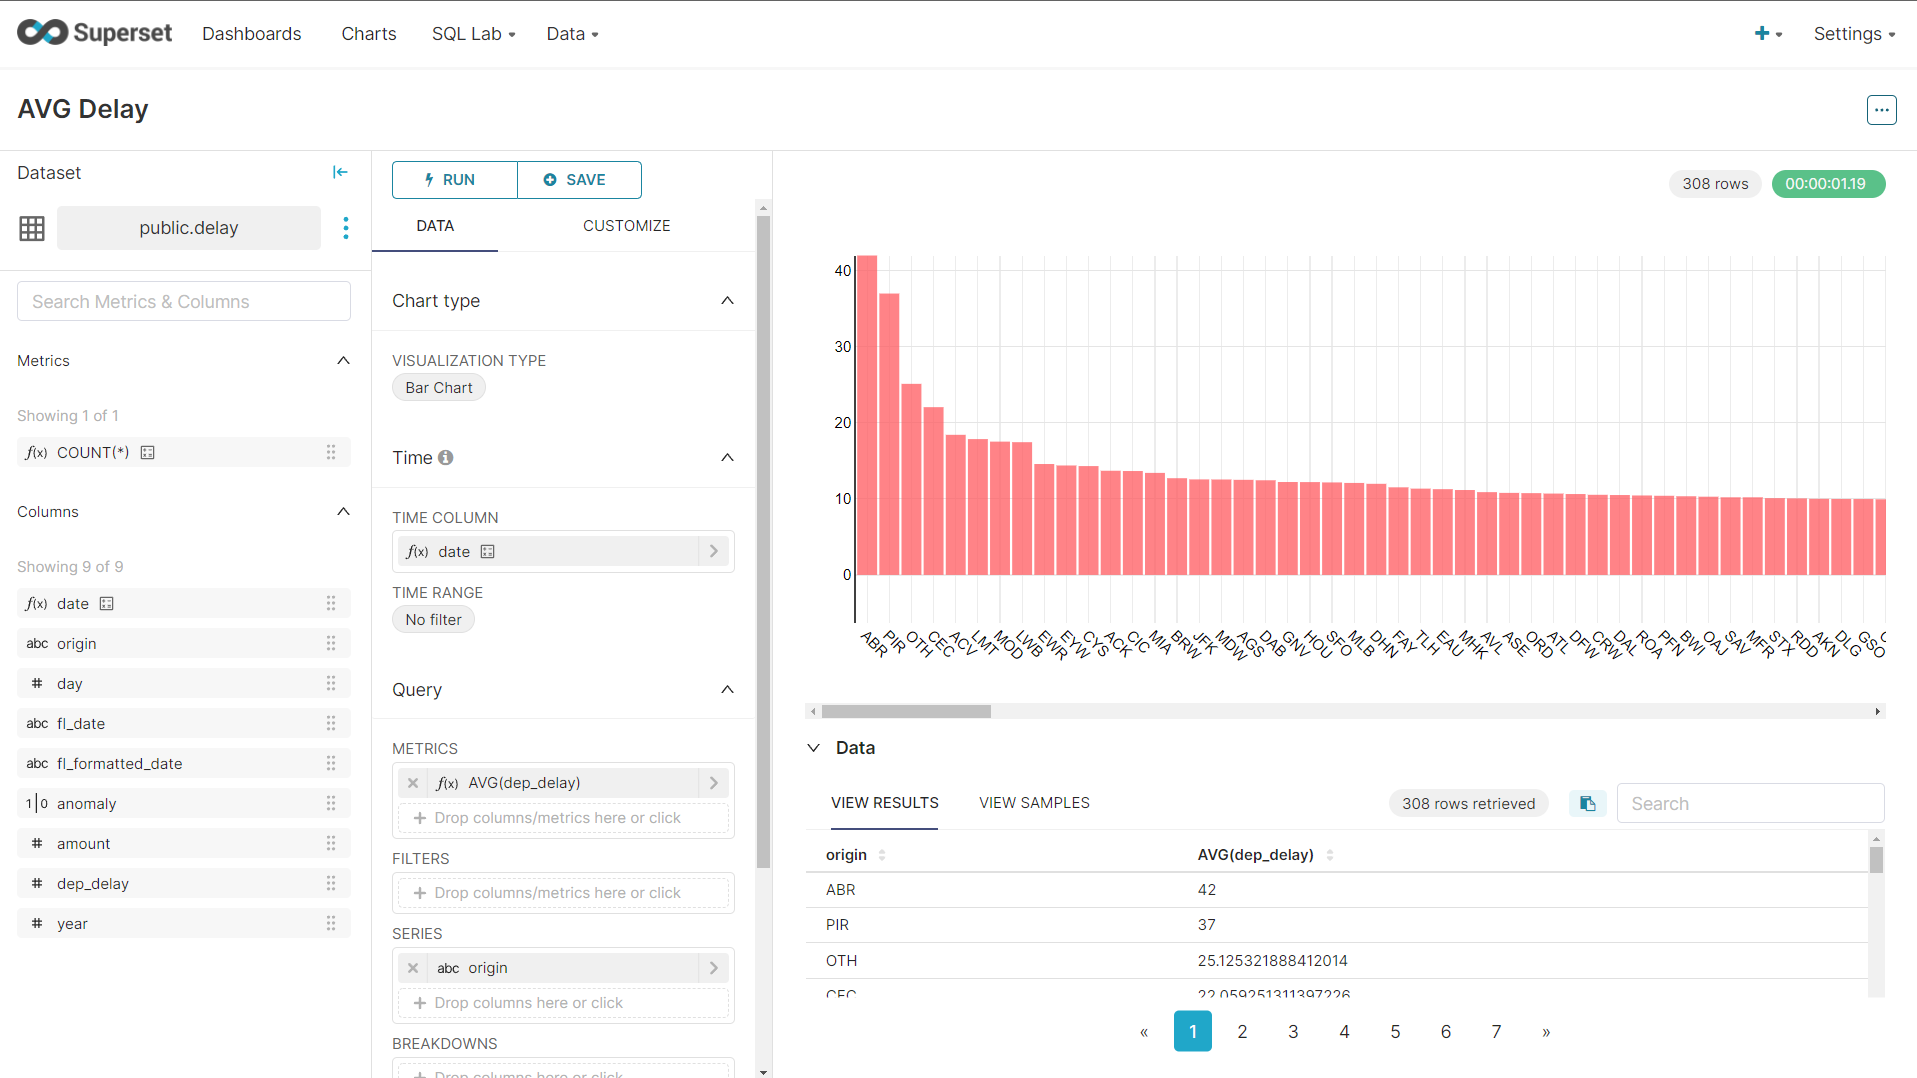 Superset Dashboards Charts SQL Lab Data Settings
AVG Delay
Dataset
public.delay
Search Metrics & Columns
Metrics
Showing 1 of 1
f(x) COUNT(*)
Columns
Showing 9 of 9
f(x) date
abc origin
# day
abc fl_date
abc fl_formatted_date
1|0 anomaly
# amount
# dep_delay
# year
RUN SAVE
DATA CUSTOMIZE
Chart type
VISUALIZATION TYPE
Bar Chart
Time
TIME COLUMN
f(x) date
TIME RANGE
No filter
Query
METRICS
f(x) AVG(dep_delay)
+ Drop columns/metrics here or click
FILTERS
+ Drop columns/metrics here or click
SERIES
abc origin
+ Drop columns here or click
BREAKDOWNS
+ Drop columns here or click
308 rows 00:00:01.19
40
30
20
10
0
ABR PIR OTH CEC ACV LMT MOD LWB EWR EYW CYS ACK CIC MIA BRW JFK MDW AGS DAB GNV HOU SFO MLB DHN FAY TLH EAU MHK AVL ASE ORD ATL DFW CRW DAL ROA PFN BWI OAJ SAV MFR STX RDD AKN DLG GSO
Data
VIEW RESULTS VIEW SAMPLES 308 rows retrieved Search
origin AVG(dep_delay)
ABR 42
PIR 37
OTH 25.125321888412014
CEC 22.059251311397226
« 1 2 3 4 5 6 7 »